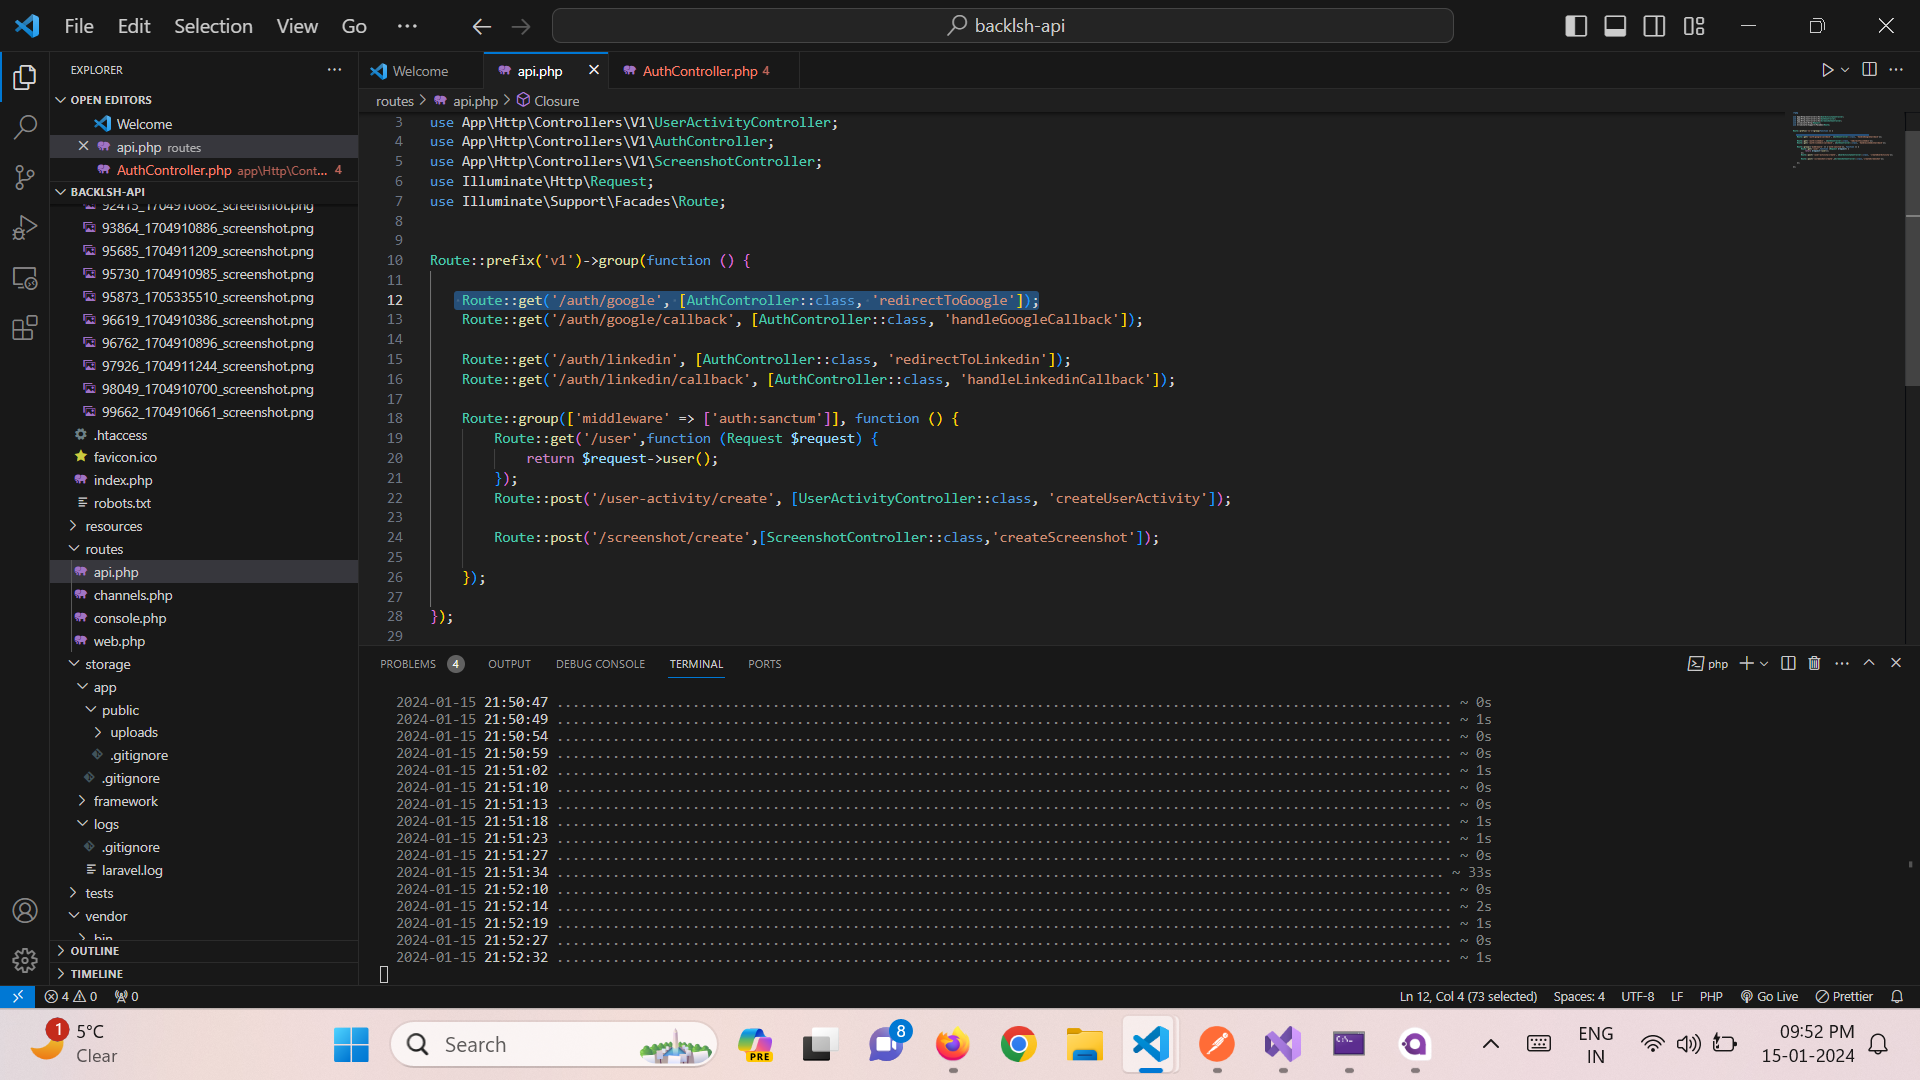 File Edit Selection View Go ···
backlsh-api
EXPLORER
OPEN EDITORS
Welcome
api.php routes
AuthController.php app\Http\Cont... 4
BACKLSH-API
92415_1704910862_screenshot.png
93864_1704910886_screenshot.png
95685_1704911209_screenshot.png
95730_1704910985_screenshot.png
95873_1705335510_screenshot.png
96619_1704910386_screenshot.png
96762_1704910896_screenshot.png
97926_1704911244_screenshot.png
98049_1704910700_screenshot.png
99662_1704910661_screenshot.png
.htaccess
favicon.ico
index.php
robots.txt
resources
routes
api.php
channels.php
console.php
web.php
storage
app
public
uploads
.gitignore
.gitignore
framework
logs
.gitignore
laravel.log
tests
vendor
bin
OUTLINE
TIMELINE
Welcome api.php AuthController.php 4
routes > api.php > Closure
3 use App\Http\Controllers\V1\UserActivityController;
4 use App\Http\Controllers\V1\AuthController;
5 use App\Http\Controllers\V1\ScreenshotController;
6 use Illuminate\Http\Request;
7 use Illuminate\Support\Facades\Route;
8
9
10 Route::prefix('v1')->group(function () {
11
12 Route::get('/auth/google', [AuthController::class, 'redirectToGoogle']);
13 Route::get('/auth/google/callback', [AuthController::class, 'handleGoogleCallback']);
14
15 Route::get('/auth/linkedin', [AuthController::class, 'redirectToLinkedin']);
16 Route::get('/auth/linkedin/callback', [AuthController::class, 'handleLinkedinCallback']);
17
18 Route::group(['middleware' => ['auth:sanctum']], function () {
19 Route::get('/user',function (Request $request) {
20 return $request->user();
21 });
22 Route::post('/user-activity/create', [UserActivityController::class, 'createUserActivity']);
23
24 Route::post('/screenshot/create',[ScreenshotController::class,'createScreenshot']);
25
26 });
27
28 });
29
PROBLEMS 4 OUTPUT DEBUG CONSOLE TERMINAL PORTS
php
2024-01-15 21:50:47 ........ ~ 0s
2024-01-15 21:50:49 ........ ~ 1s
2024-01-15 21:50:54 ........ ~ 0s
2024-01-15 21:50:59 ........ ~ 0s
2024-01-15 21:51:02 ........ ~ 1s
2024-01-15 21:51:10 ........ ~ 0s
2024-01-15 21:51:13 ........ ~ 0s
2024-01-15 21:51:18 ........ ~ 1s
2024-01-15 21:51:23 ........ ~ 1s
2024-01-15 21:51:27 ........ ~ 0s
2024-01-15 21:51:34 ........ ~ 33s
2024-01-15 21:52:10 ........ ~ 0s
2024-01-15 21:52:14 ........ ~ 2s
2024-01-15 21:52:19 ........ ~ 1s
2024-01-15 21:52:27 ........ ~ 0s
2024-01-15 21:52:32 ........ ~ 1s
4 0 0
Ln 12, Col 4 (73 selected) Spaces: 4 UTF-8 LF PHP Go Live Prettier
1
5°C
Clear
Search
PRE
8
ENG
IN
09:52 PM
15-01-2024